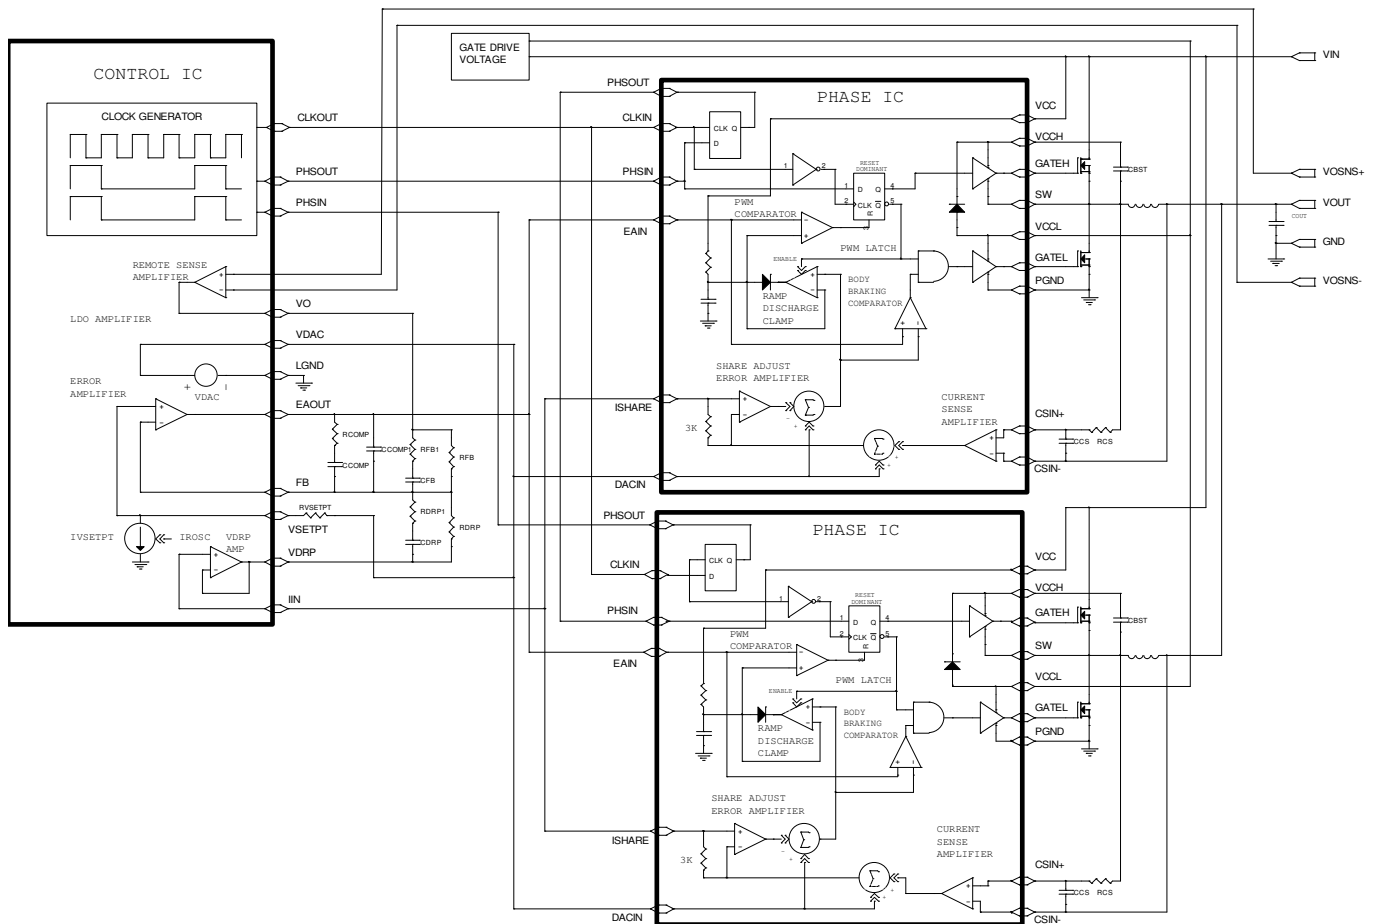 GATE DRIVE
VOLTAGE
VIN
CONTROL IC
CLOCK GENERATOR
CLKOUT
PHSOUT
PHSIN
REMOTE SENSE
AMPLIFIER
+
−
VO
LDO AMPLIFIER
VDAC
LGND
+
−
VDAC
ERROR
AMPLIFIER
+
−
EAOUT
RCOMP
CCOMP
CCOMP1
RFB1
RFB
CFB
FB
RVSETPT
VSETPT
RDRP1
RDRP
CDRP
IVSETPT
IROSC
VDRP
AMP
+
−
VDRP
IIN
PHASE IC
PHSOUT
CLKIN
PHSIN
EAIN
CLK Q
D
1
2
RESET
DOMINANT
1
D
Q
4
2
CLK
Q
5
R
3
PWM
COMPARATOR
−
+
PWM LATCH
ENABLE
+
−
RAMP
DISCHARGE
CLAMP
BODY
BRAKING
COMPARATOR
+
−
SHARE ADJUST
ERROR AMPLIFIER
ISHARE
3K
+
−
Σ
−
+
Σ
+
+
CURRENT
SENSE
AMPLIFIER
+
−
DACIN
VCC
VCCH
GATEH
CBST
SW
VCCL
GATEL
PGND
CSIN+
CCS
RCS
CSIN-
VOSNS+
VOUT
COUT
GND
VOSNS-
PHASE IC
PHSOUT
CLKIN
PHSIN
EAIN
CLK Q
D
1
2
RESET
DOMINANT
1
D
Q
4
2
CLK
Q
5
R
3
PWM
COMPARATOR
−
+
PWM LATCH
ENABLE
+
−
RAMP
DISCHARGE
CLAMP
BODY
BRAKING
COMPARATOR
+
−
SHARE ADJUST
ERROR AMPLIFIER
ISHARE
3K
+
−
Σ
−
+
Σ
+
+
CURRENT
SENSE
AMPLIFIER
+
−
DACIN
VCC
VCCH
GATEH
CBST
SW
VCCL
GATEL
PGND
CSIN+
CCS
RCS
CSIN-